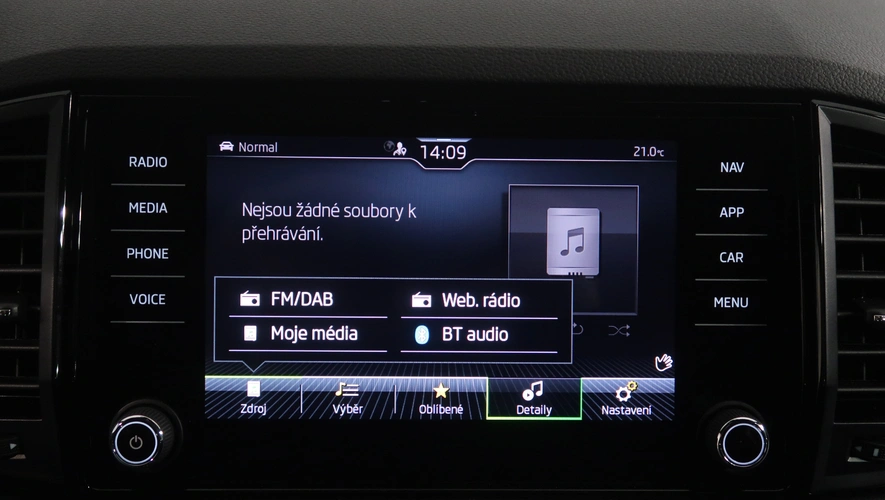 RADIO
MEDIA
PHONE
VOICE
Normal
14:09
21.0°C
Nejsou žádné soubory k
přehrávání.
FM/DAB
Web. rádio
Moje média
BT audio
Zdroj
Výběr
Oblíbené
Detaily
Nastavení
NAV
APP
CAR
MENU